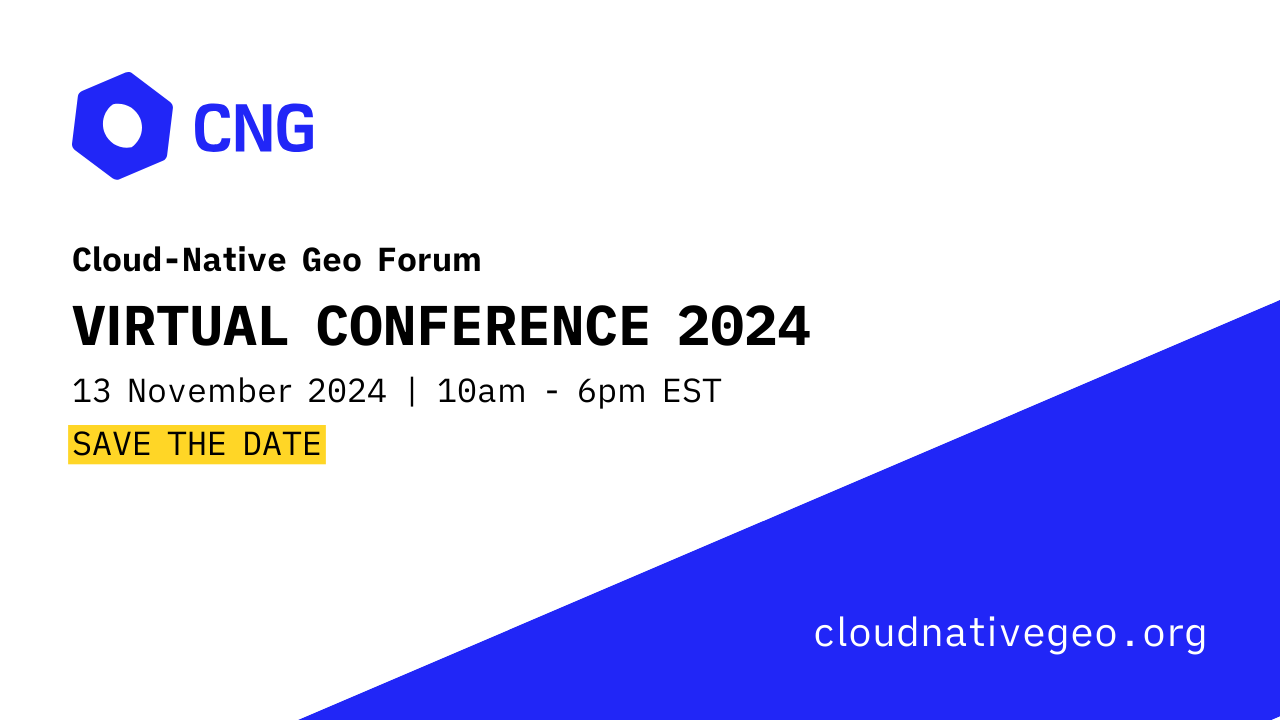 CNG
Cloud-Native Geo Forum
VIRTUAL CONFERENCE 2024
13 November 2024 | 10am - 6pm EST
SAVE THE DATE
cloudnativegeo.org